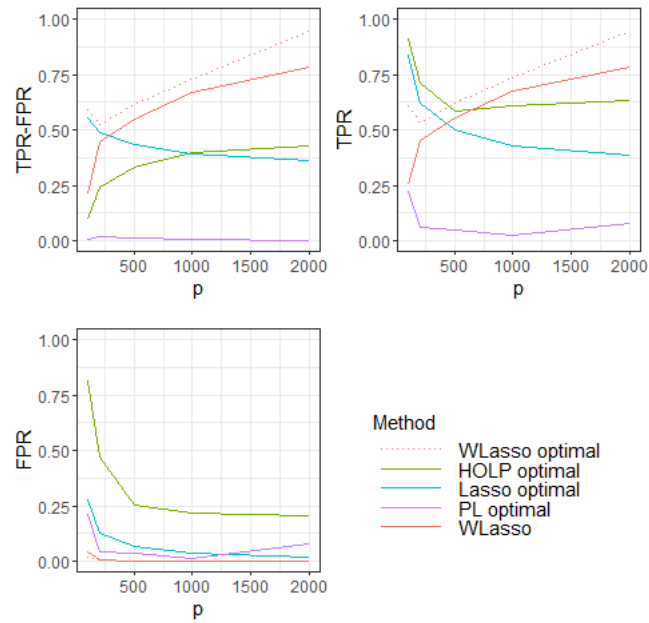 1.00
0.75
0.50
0.25
0.00
TPR-FPR
500 1000 1500 2000
p
1.00
0.75
0.50
0.25
0.00
TPR
500 1000 1500 2000
p
1.00
0.75
0.50
0.25
0.00
FPR
500 1000 1500 2000
p
Method
WLasso optimal
HOLP optimal
Lasso optimal
PL optimal
WLasso